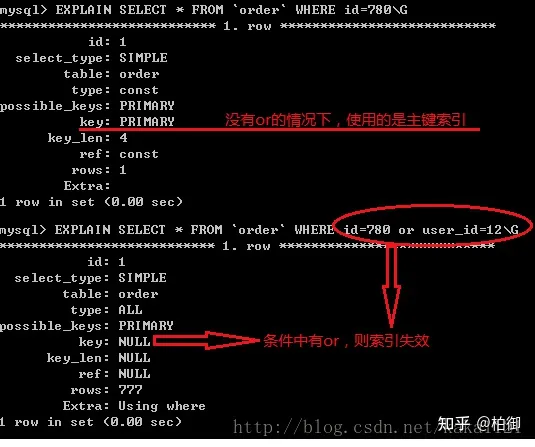 mysql> EXPLAIN SELECT * FROM `order` WHERE id=780\G
*************************** 1. row ***************************
id: 1
select_type: SIMPLE
table: order
type: const
possible_keys: PRIMARY
key: PRIMARY
没有or的情况下，使用的是主键索引
key_len: 4
ref: const
rows: 1
Extra:
1 row in set (0.00 sec)
mysql> EXPLAIN SELECT * FROM `order` WHERE id=780 or user_id=12\G
*************************** 1. row ***************************
id: 1
select_type: SIMPLE
table: order
type: ALL
possible_keys: PRIMARY
key: NULL
条件中有or，则索引失效
key_len: NULL
ref: NULL
rows: 777
Extra: Using where
1 row in set (0.00 sec)
http://blog.csdn.net/
知乎 @柏御